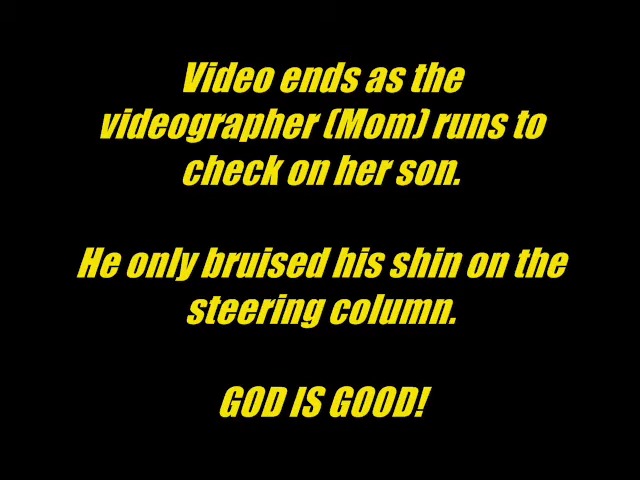 Video ends as the
videographer (Mom) runs to
check on her son.
He only bruised his shin on the
steering column.
GOD IS GOOD!